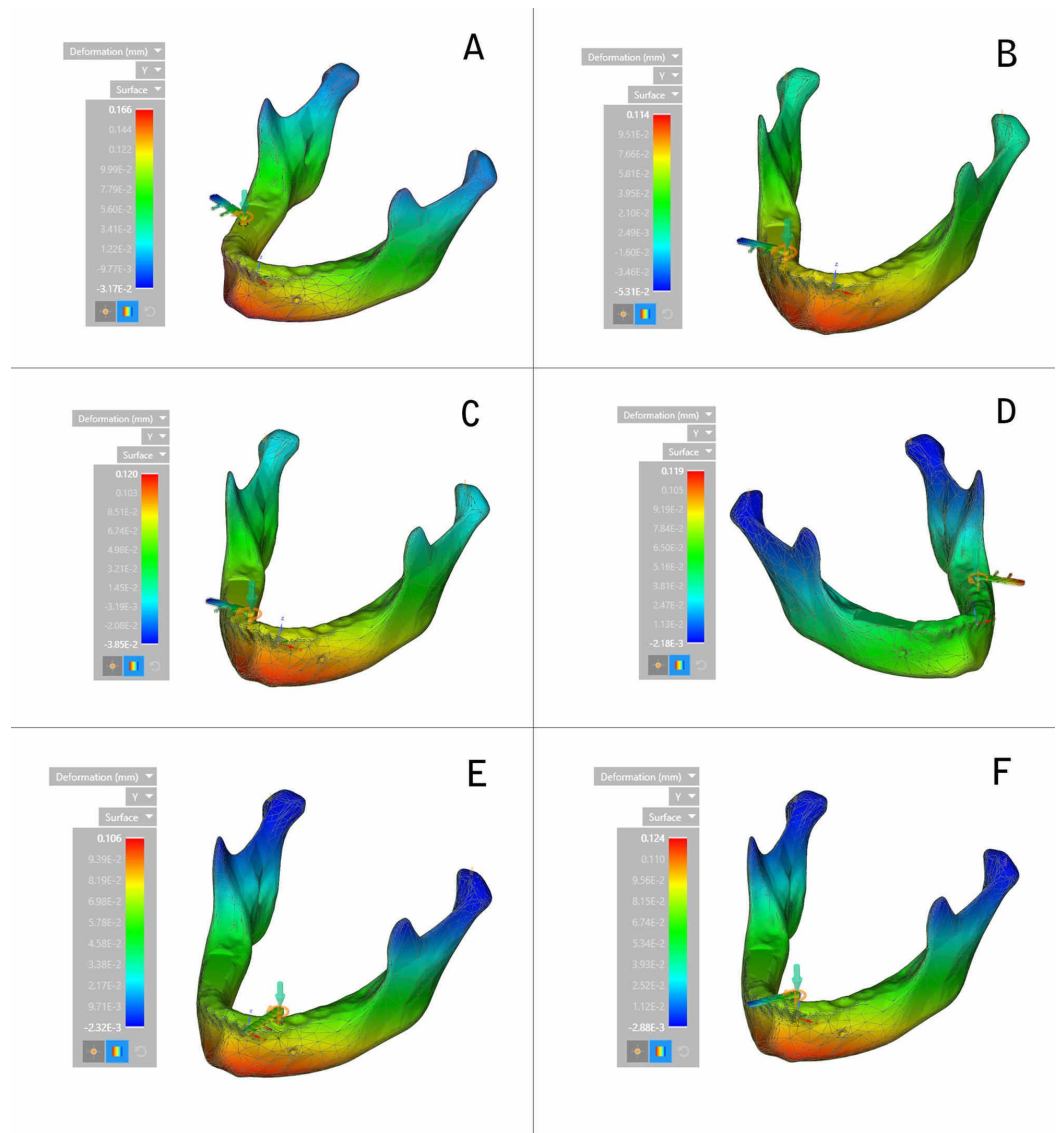 A
Deformation (mm)
Y
Surface
0.166
0.144
0.122
9.99E-2
7.79E-2
5.60E-2
3.41E-2
1.22E-2
-9.77E-3
-3.17E-2
z
B
Deformation (mm)
Y
Surface
0.114
9.51E-2
7.66E-2
5.81E-2
3.95E-2
2.10E-2
2.49E-3
-1.60E-2
-3.46E-2
-5.31E-2
z
C
Deformation (mm)
Y
Surface
0.120
0.103
8.51E-2
6.74E-2
4.98E-2
3.21E-2
1.45E-2
-3.19E-3
-2.08E-2
-3.85E-2
z
D
Deformation (mm)
Y
Surface
0.119
0.105
9.19E-2
7.84E-2
6.50E-2
5.16E-2
3.81E-2
2.47E-2
1.13E-2
-2.18E-3
E
Deformation (mm)
Y
Surface
0.106
9.39E-2
8.19E-2
6.98E-2
5.78E-2
4.58E-2
3.38E-2
2.17E-2
9.71E-3
-2.32E-3
z
F
Deformation (mm)
Y
Surface
0.124
0.110
9.56E-2
8.15E-2
6.74E-2
5.34E-2
3.93E-2
2.52E-2
1.12E-2
-2.88E-3